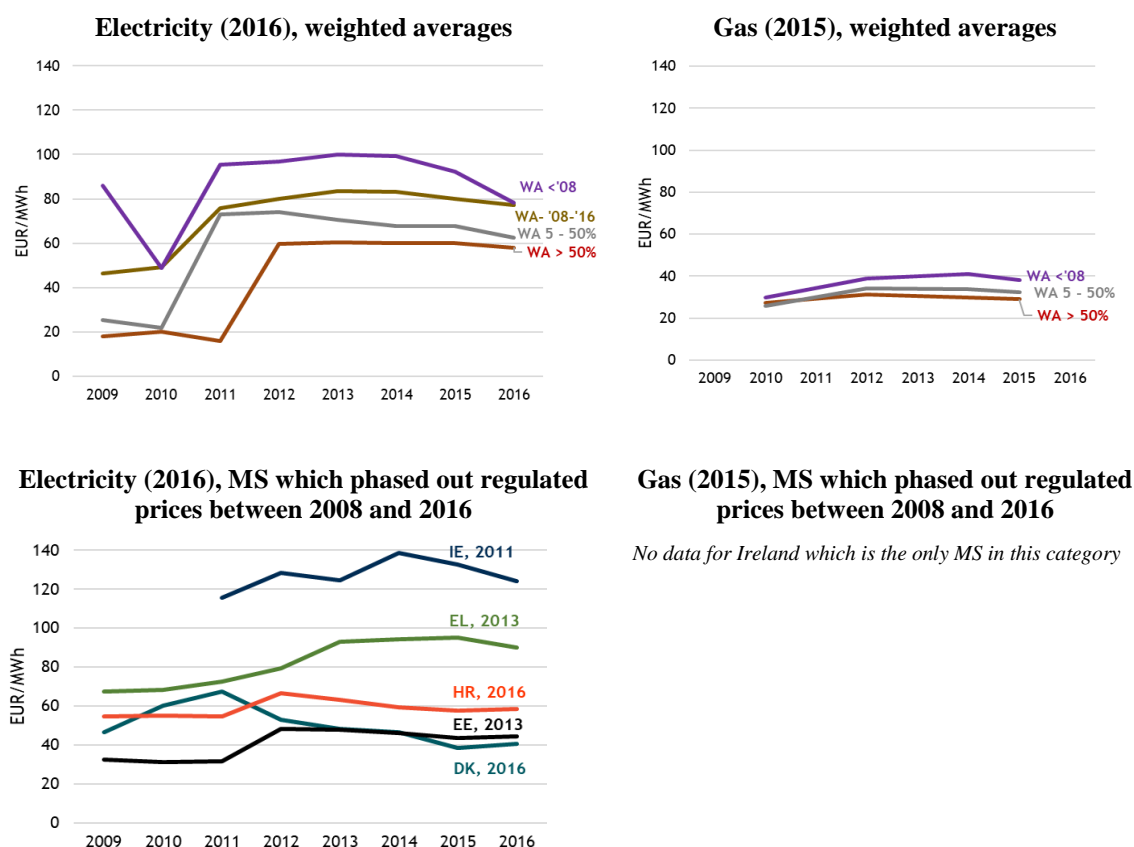 Electricity (2016), weighted averages
140
120
100
80
60
40
20
0
EUR/MWh
2009 2010 2011 2012 2013 2014 2015 2016
WA <'08
WA- '08-'16
WA 5 - 50%
WA > 50%
Gas (2015), weighted averages
140
120
100
80
60
40
20
0
EUR/MWh
2009 2010 2011 2012 2013 2014 2015 2016
WA <'08
WA 5 - 50%
WA > 50%
Electricity (2016), MS which phased out regulated
prices between 2008 and 2016
140
120
100
80
60
40
20
0
EUR/MWh
2009 2010 2011 2012 2013 2014 2015 2016
IE, 2011
EL, 2013
HR, 2016
EE, 2013
DK, 2016
Gas (2015), MS which phased out regulated
prices between 2008 and 2016
No data for Ireland which is the only MS in this category